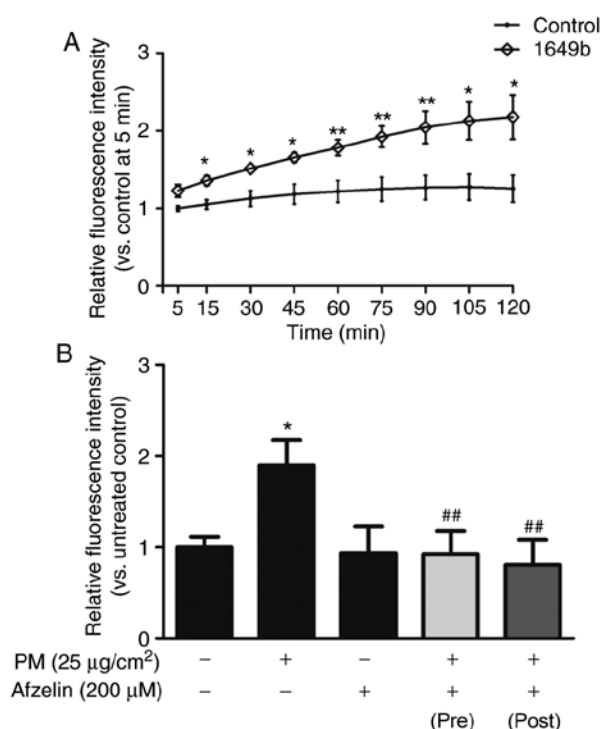 A
Control
1649b
Relative fluorescence intensity
(vs. control at 5 min)
3
2
1
0
* * * ** ** ** * *
5 15 30 45 60 75 90 105 120
Time (min)
B
Relative fluorescence intensity
(vs. untreated control)
3
2
1
0
* ## ##
PM (25 µg/cm²) – + – + +
Afzelin (200 µM) – – + + +
(Pre) (Post)